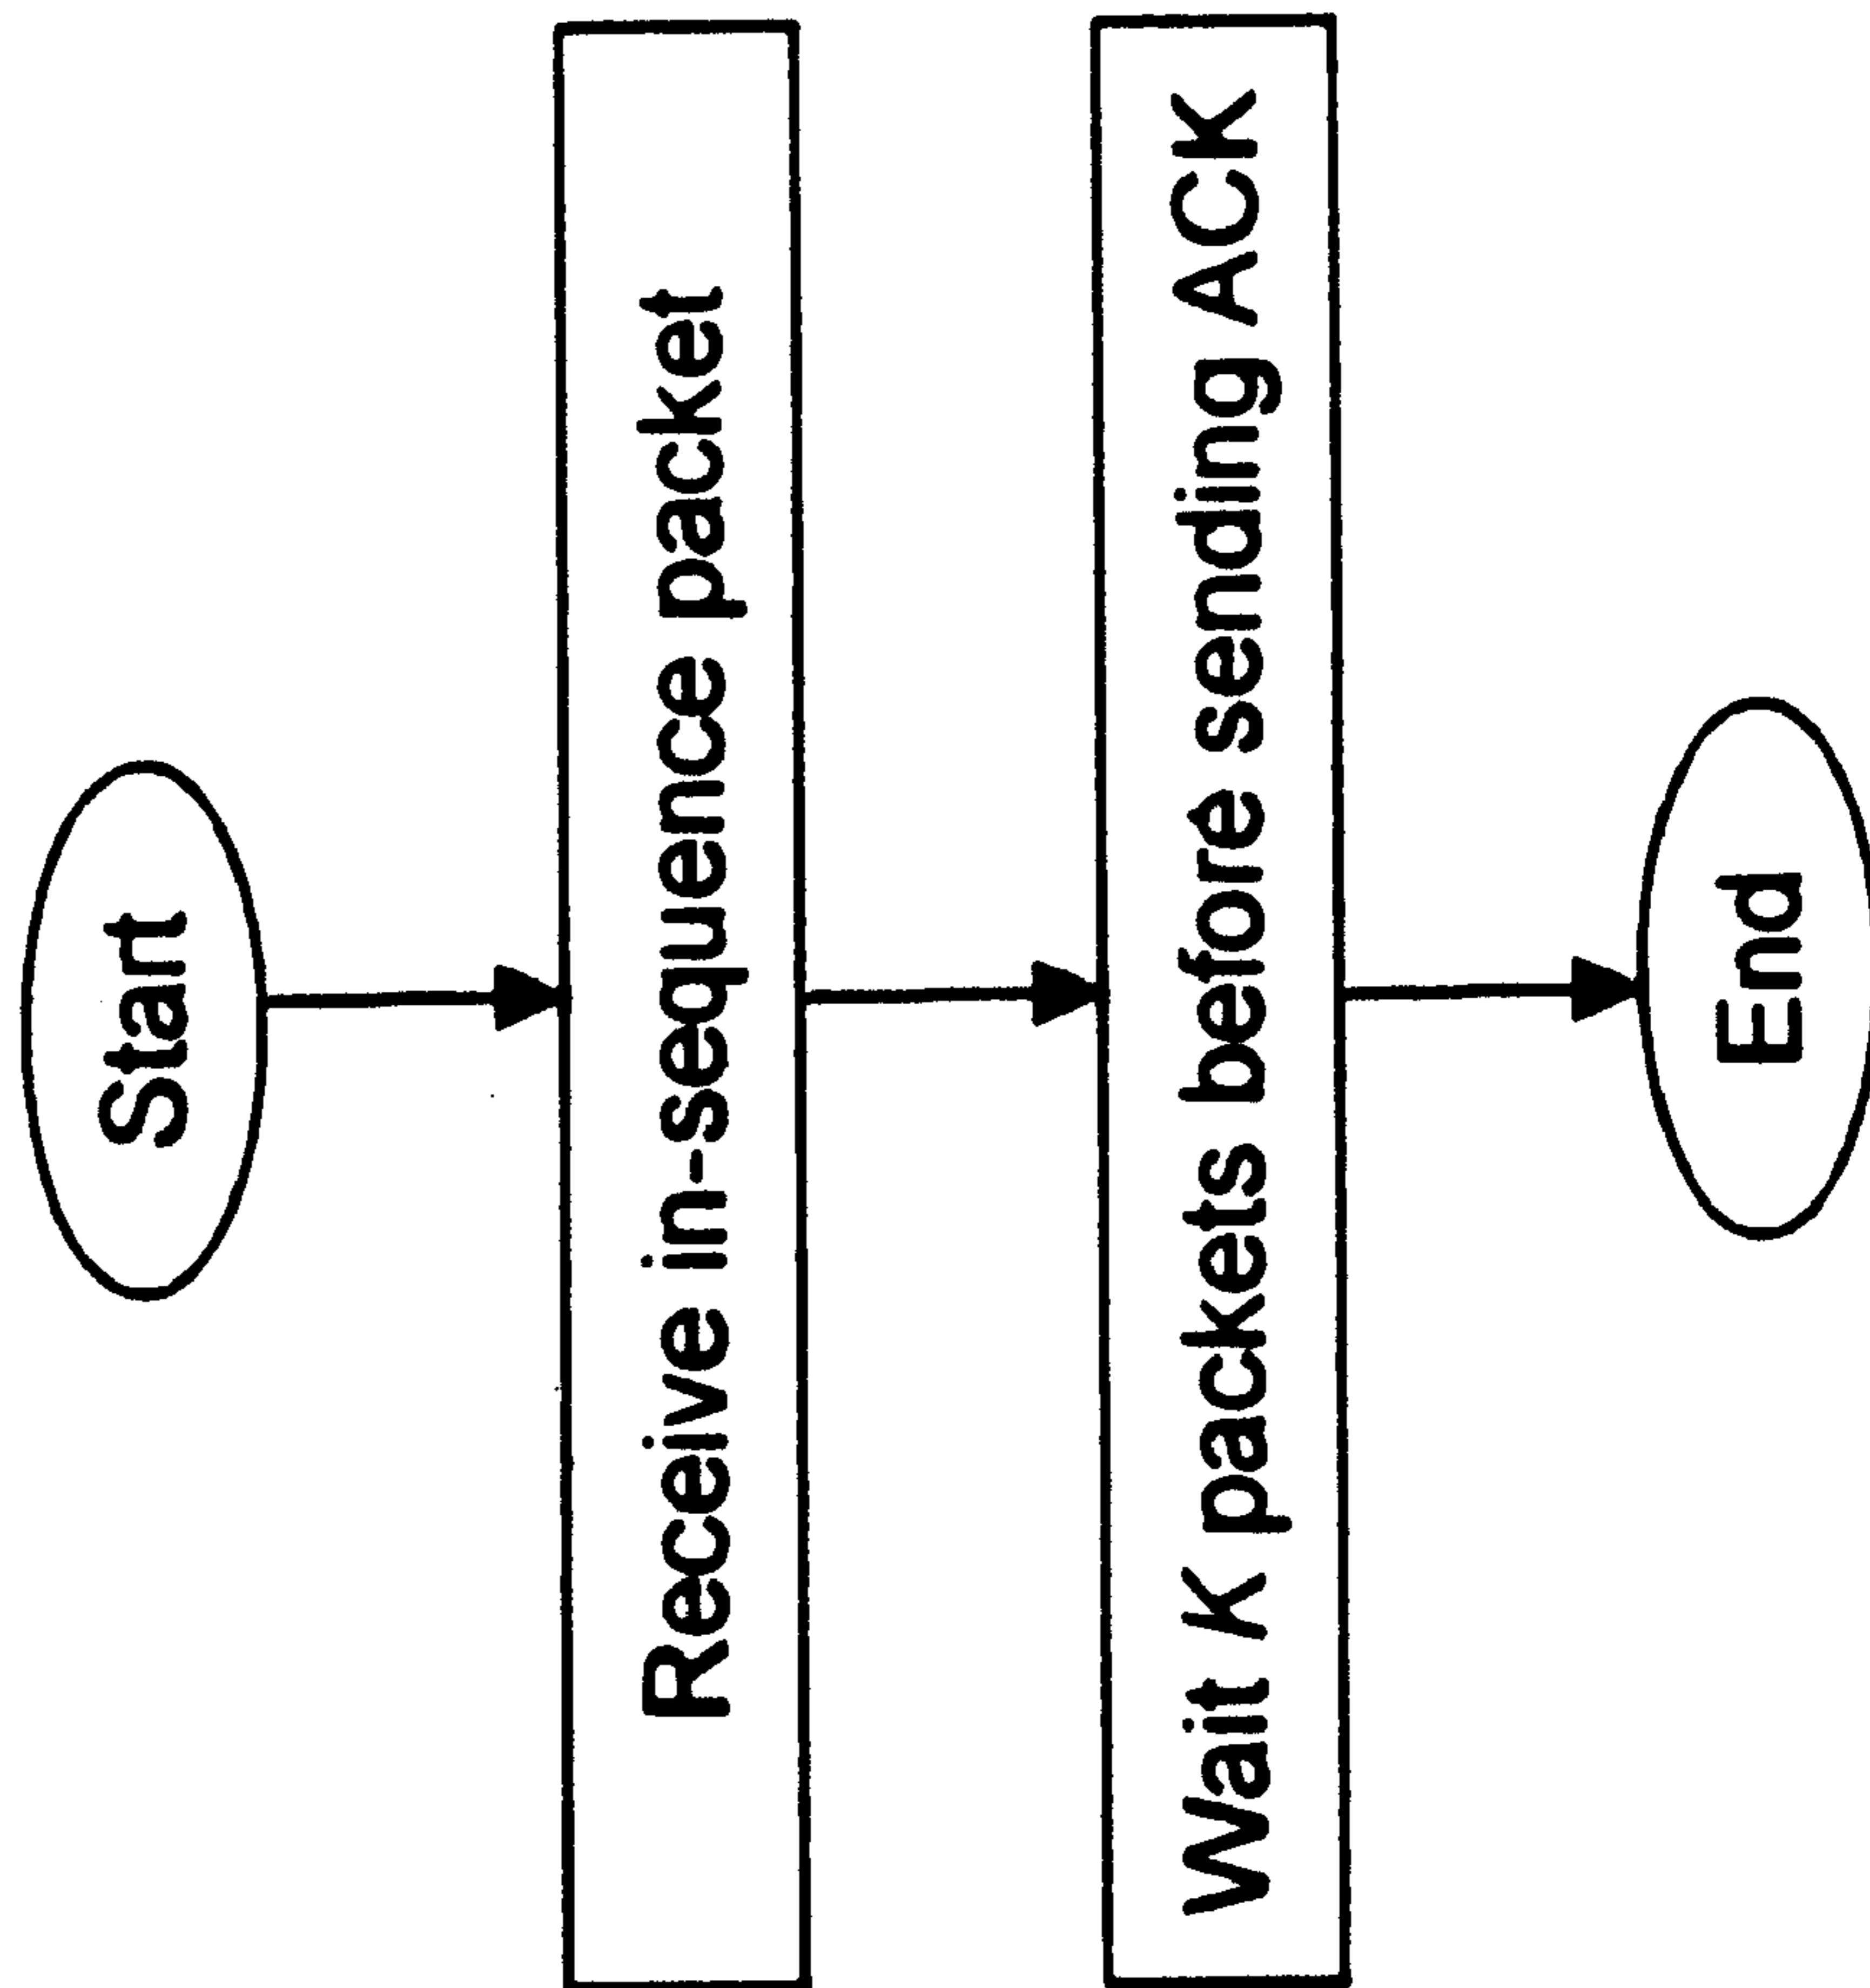 Start
Receive in-sequence packet
Wait K packets before sending ACK
End